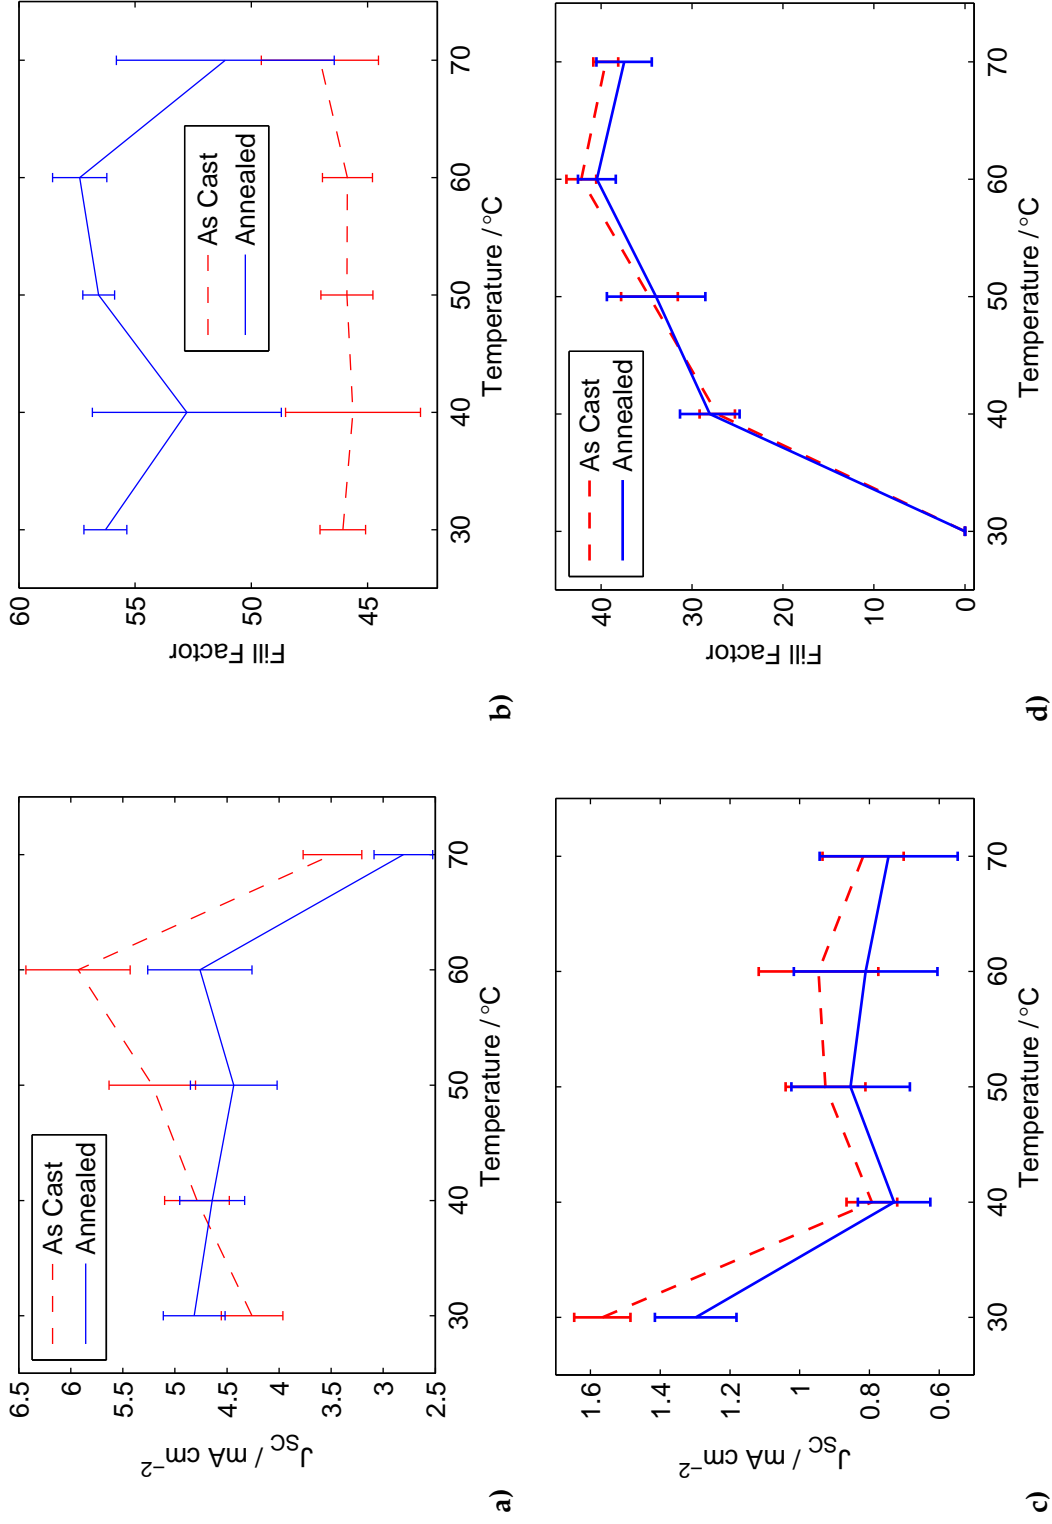 6.5
6
5.5
5
4.5
4
3.5
3
2.5
J_SC / mA cm⁻²
As Cast
Annealed
30 40 50 60 70
Temperature / °C
a)
60
55
50
45
Fill Factor
As Cast
Annealed
30 40 50 60 70
Temperature / °C
b)
1.6
1.4
1.2
1
0.8
0.6
J_SC / mA cm⁻²
30 40 50 60 70
Temperature / °C
c)
40
30
20
10
0
Fill Factor
As Cast
Annealed
30 40 50 60 70
Temperature / °C
d)